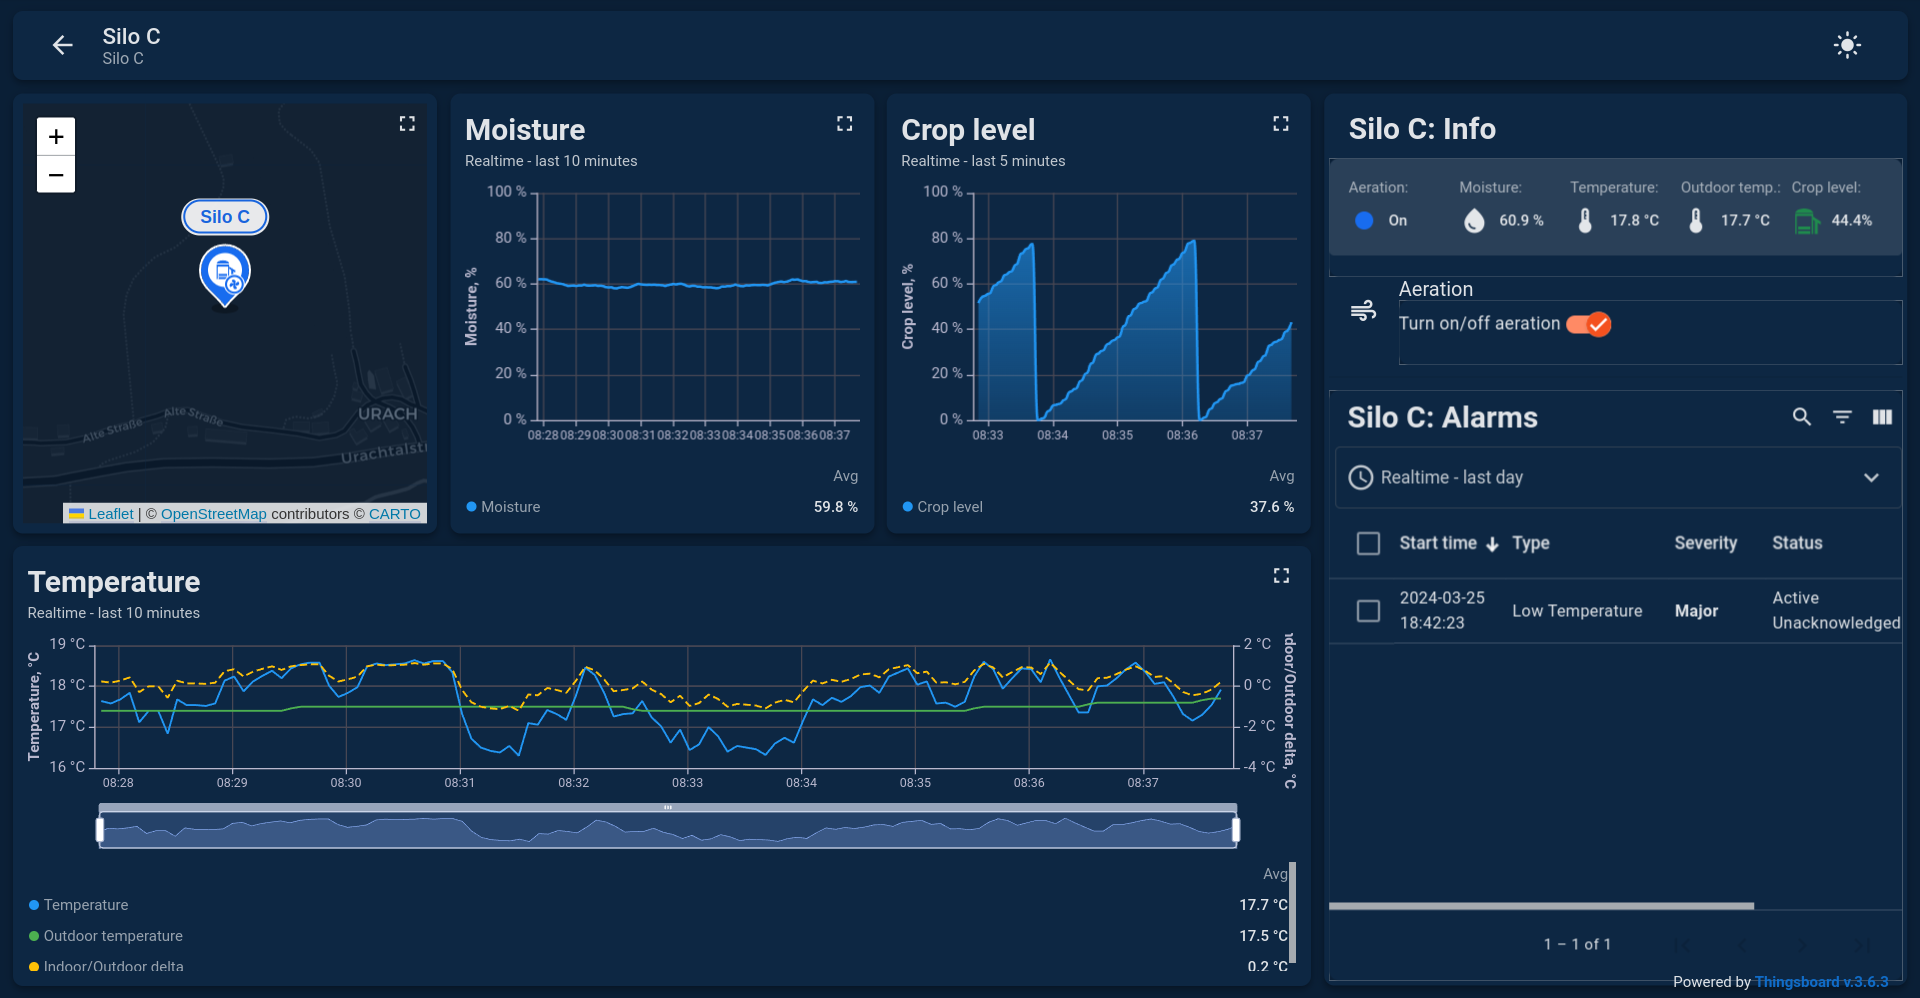 Silo C
Silo C
+
−
Silo C
Alte Straße
Alte Straße
URACH
Urachtalst
Leaflet | © OpenStreetMap contributors © CARTO
Moisture
Realtime - last 10 minutes
Moisture, %
100 %
80 %
60 %
40 %
20 %
0 %
08:28 08:29 08:30 08:31 08:32 08:33 08:34 08:35 08:36 08:37
Avg
Moisture 59.8 %
Crop level
Realtime - last 5 minutes
Crop level, %
100 %
80 %
60 %
40 %
20 %
0 %
08:33 08:34 08:35 08:36 08:37
Avg
Crop level 37.6 %
Silo C: Info
Aeration: Moisture: Temperature: Outdoor temp.: Crop level:
On 60.9 % 17.8 °C 17.7 °C 44.4%
Aeration
Turn on/off aeration
Silo C: Alarms
Realtime - last day
Start time Type Severity Status
2024-03-25 18:42:23 Low Temperature Major Active Unacknowledged
1 – 1 of 1
Temperature
Realtime - last 10 minutes
Temperature, °C
19 °C
18 °C
17 °C
16 °C
2 °C
0 °C
-2 °C
-4 °C
ndoor/Outdoor delta, °C
08:28 08:29 08:30 08:31 08:32 08:33 08:34 08:35 08:36 08:37
Avg
Temperature 17.7 °C
Outdoor temperature 17.5 °C
Indoor/Outdoor delta 0.2 °C
Powered by Thingsboard v.3.6.3